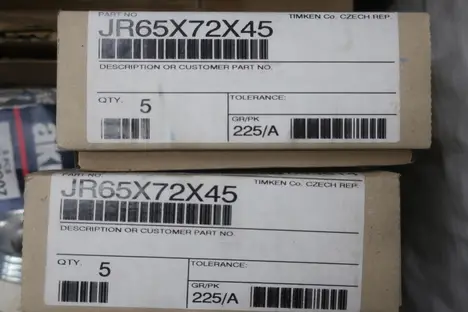 PART NO. TIMKEN Co. CZECH REP.
JR65X72X45
DESCRIPTION OR CUSTOMER PART NO.
QTY. 5 TOLERANCE:
GR/PK
225/A
PART NO. TIMKEN Co. CZECH REP.
JR65X72X45
DESCRIPTION OR CUSTOMER PART NO.
QTY. 5 TOLERANCE:
GR/PK
225/A